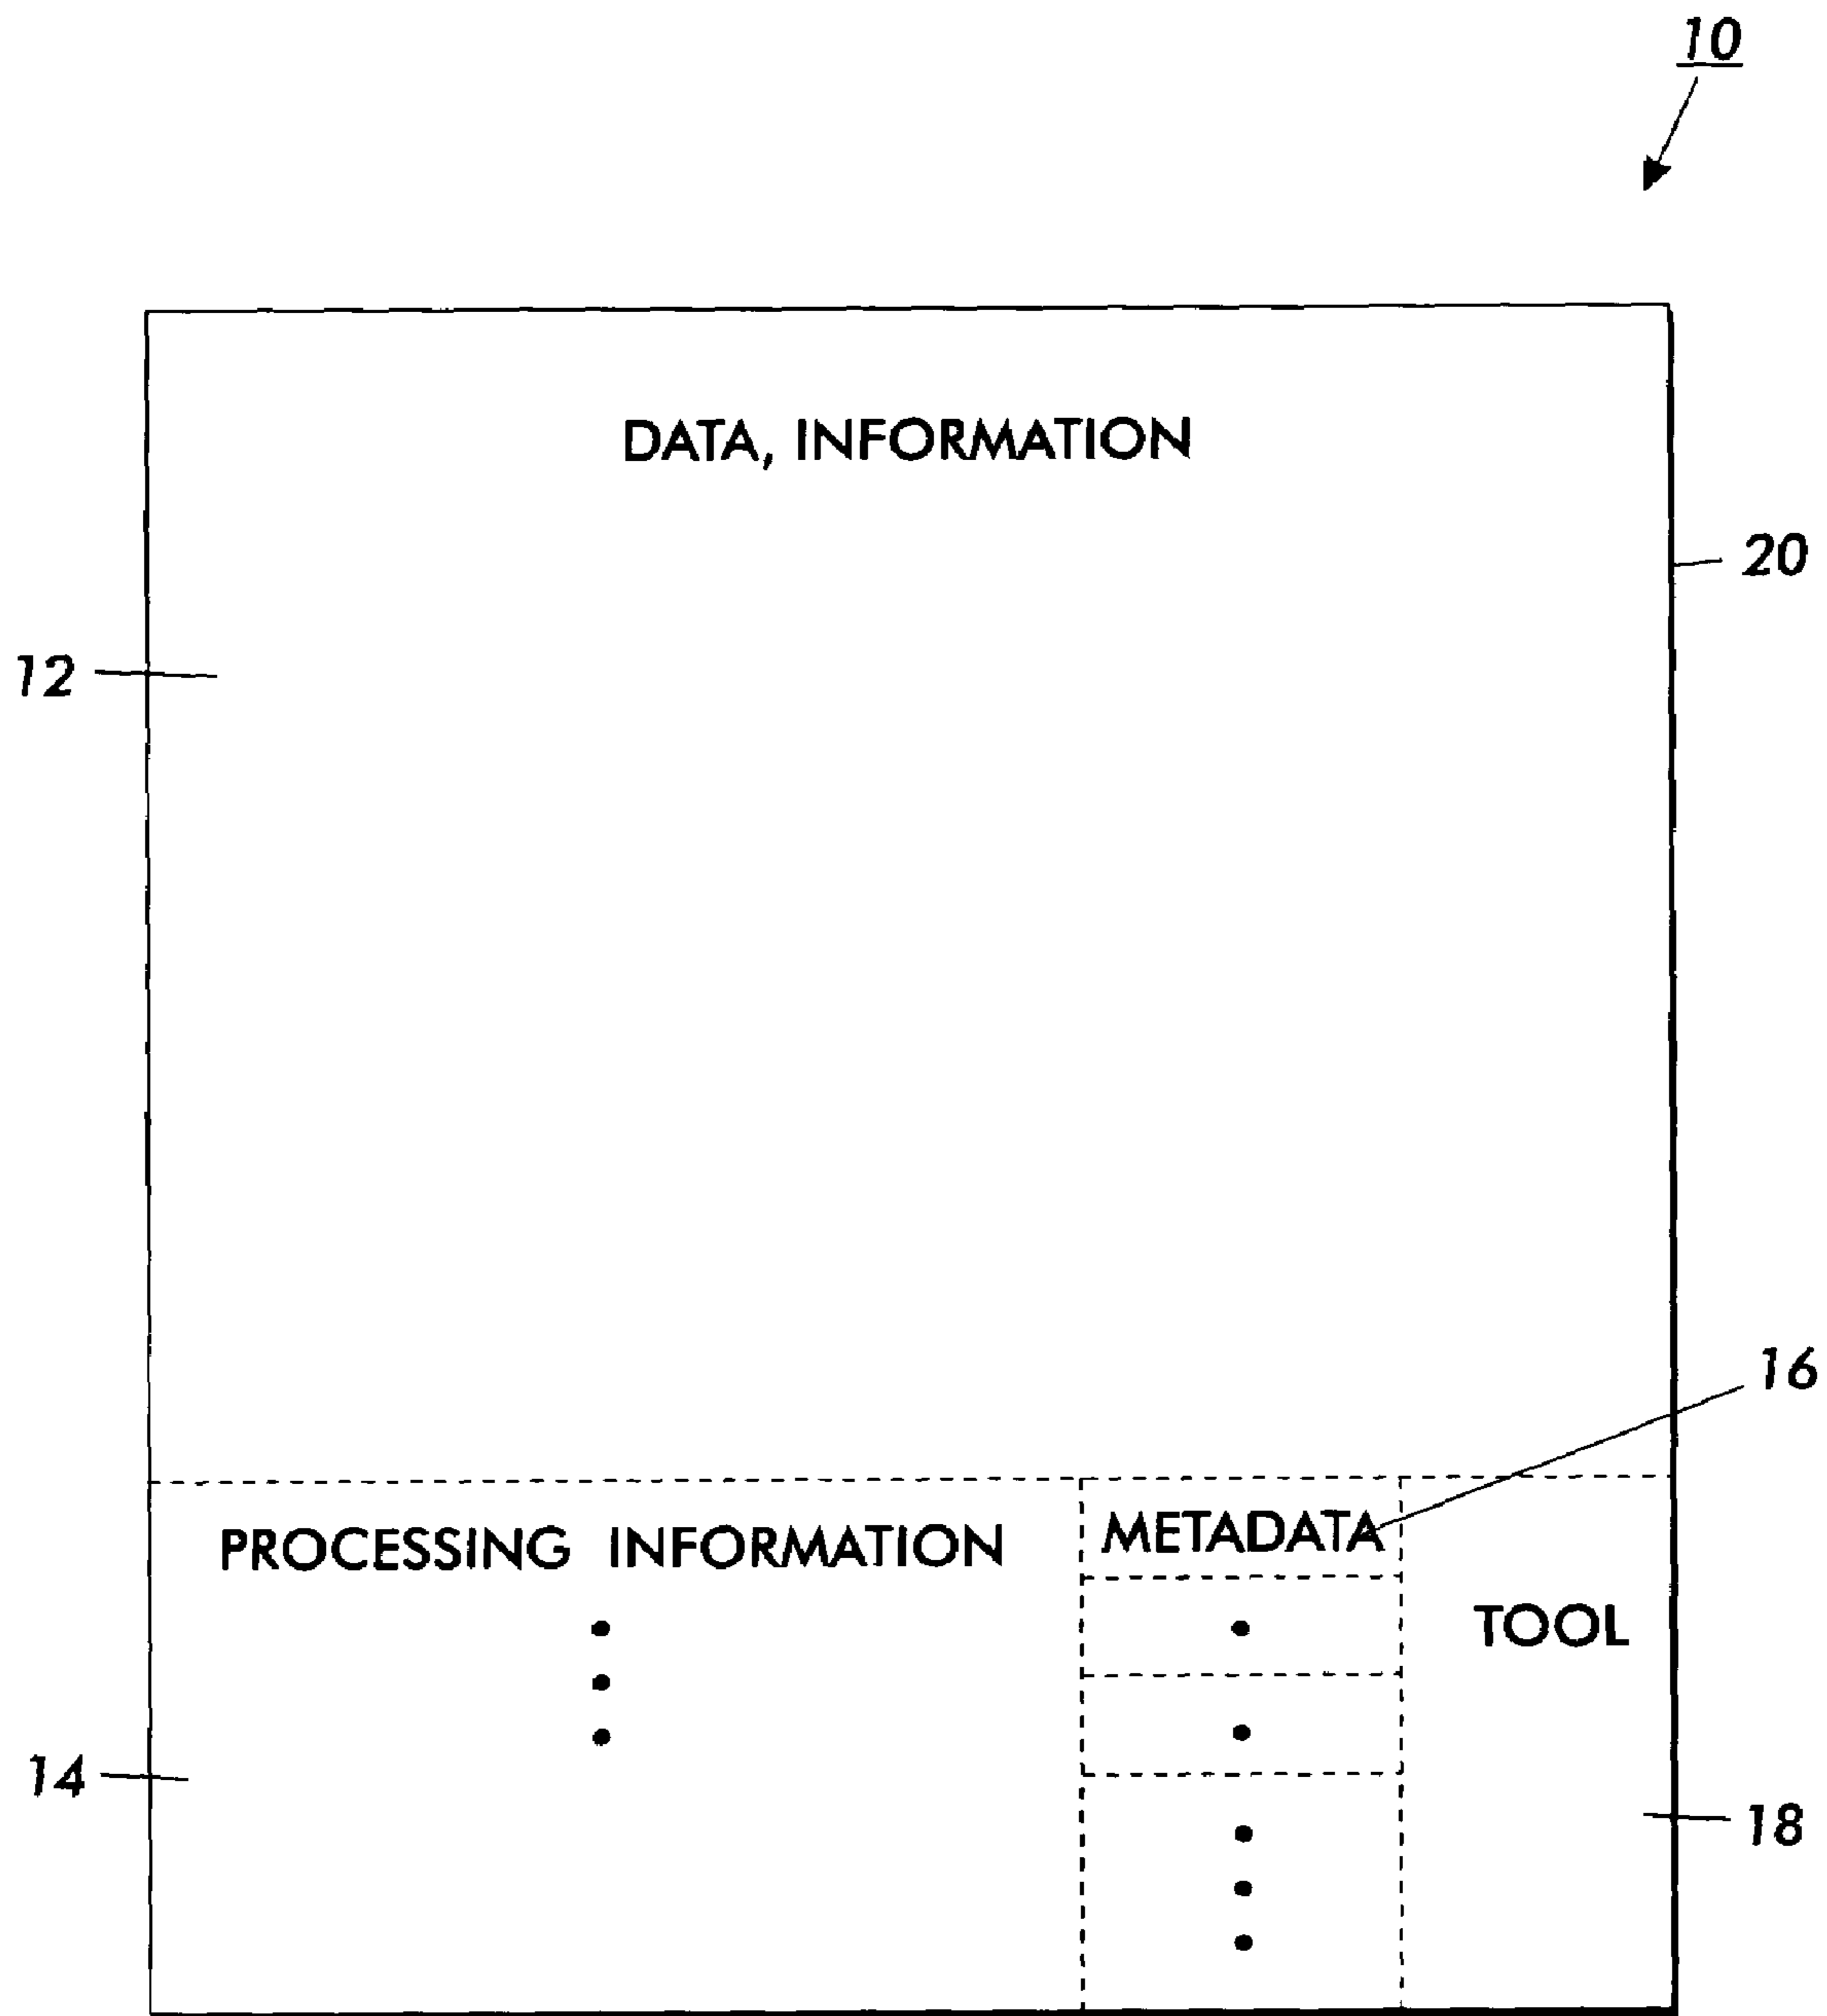 10
DATA, INFORMATION
20
12
16
PROCESSING INFORMATION
METADATA
TOOL
14
18